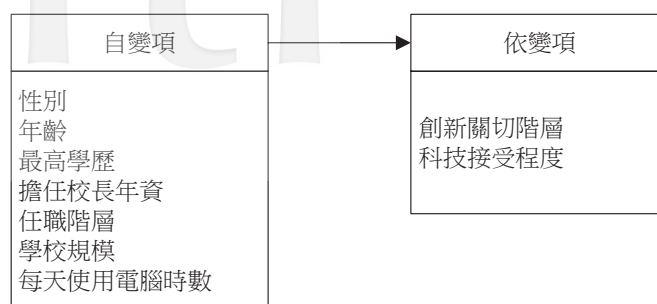 自變項
性別
年齡
最高學歷
擔任校長年資
任職階層
學校規模
每天使用電腦時數
依變項
創新關切階層
科技接受程度